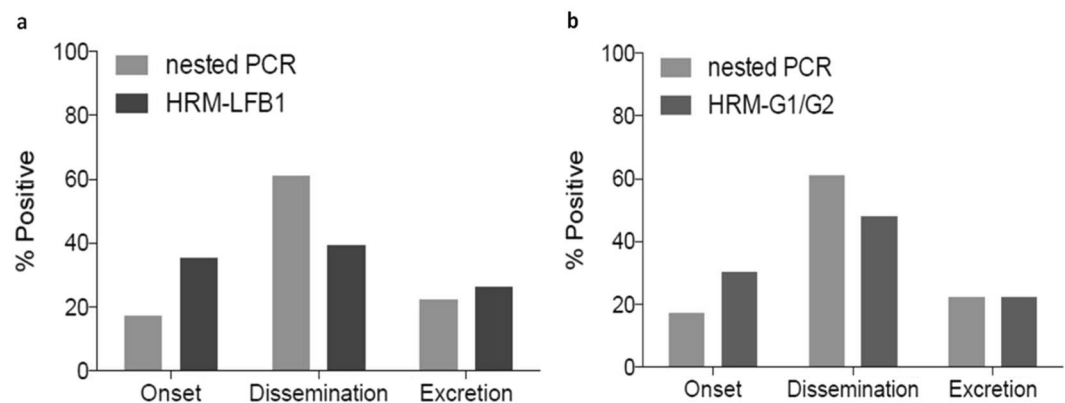 a
% Positive
100
80
60
40
20
0
nested PCR
HRM-LFB1
Onset Dissemination Excretion
b
% Positive
100
80
60
40
20
0
nested PCR
HRM-G1/G2
Onset Dissemination Excretion